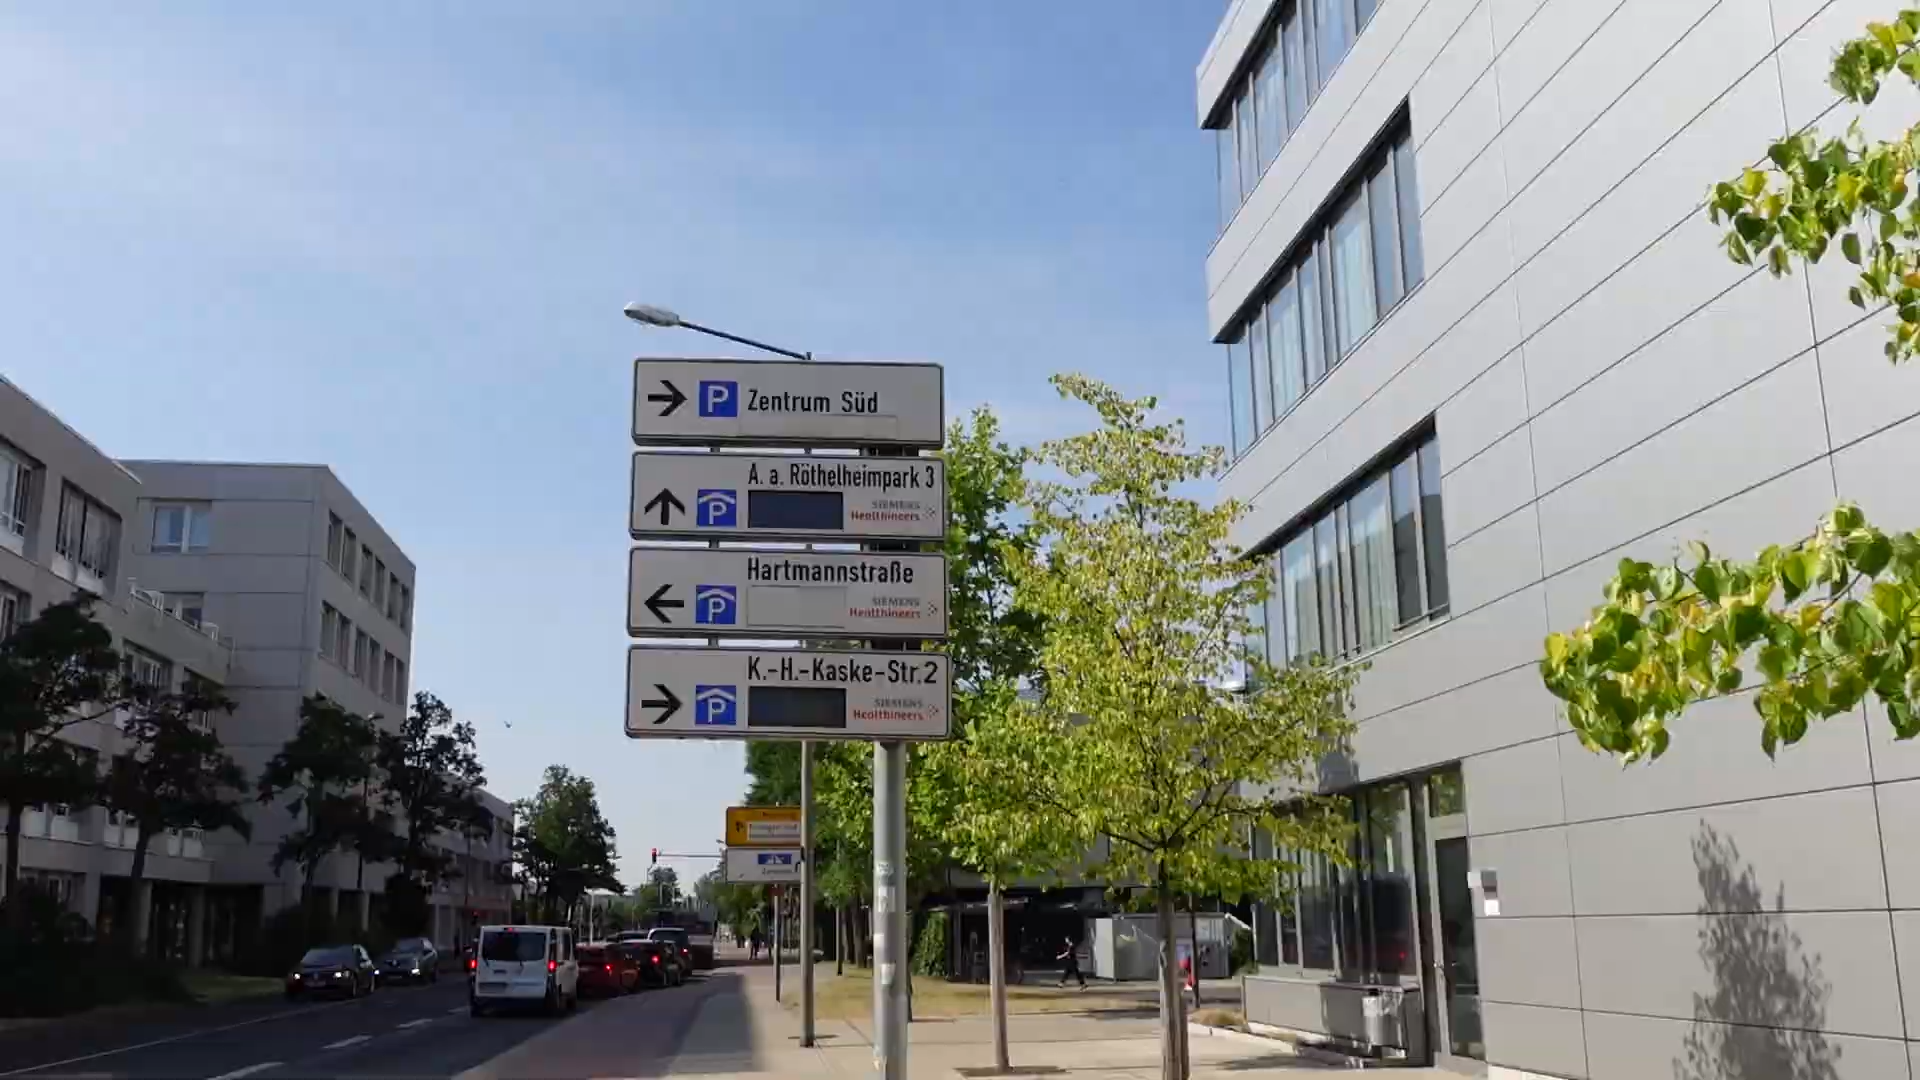 P Zentrum Süd
A. a. Röthelheimpark 3
P SIEMENS
Healthineers
Hartmannstraße
P SIEMENS
Healthineers
K.-H.-Kaske-Str.2
P SIEMENS
Healthineers